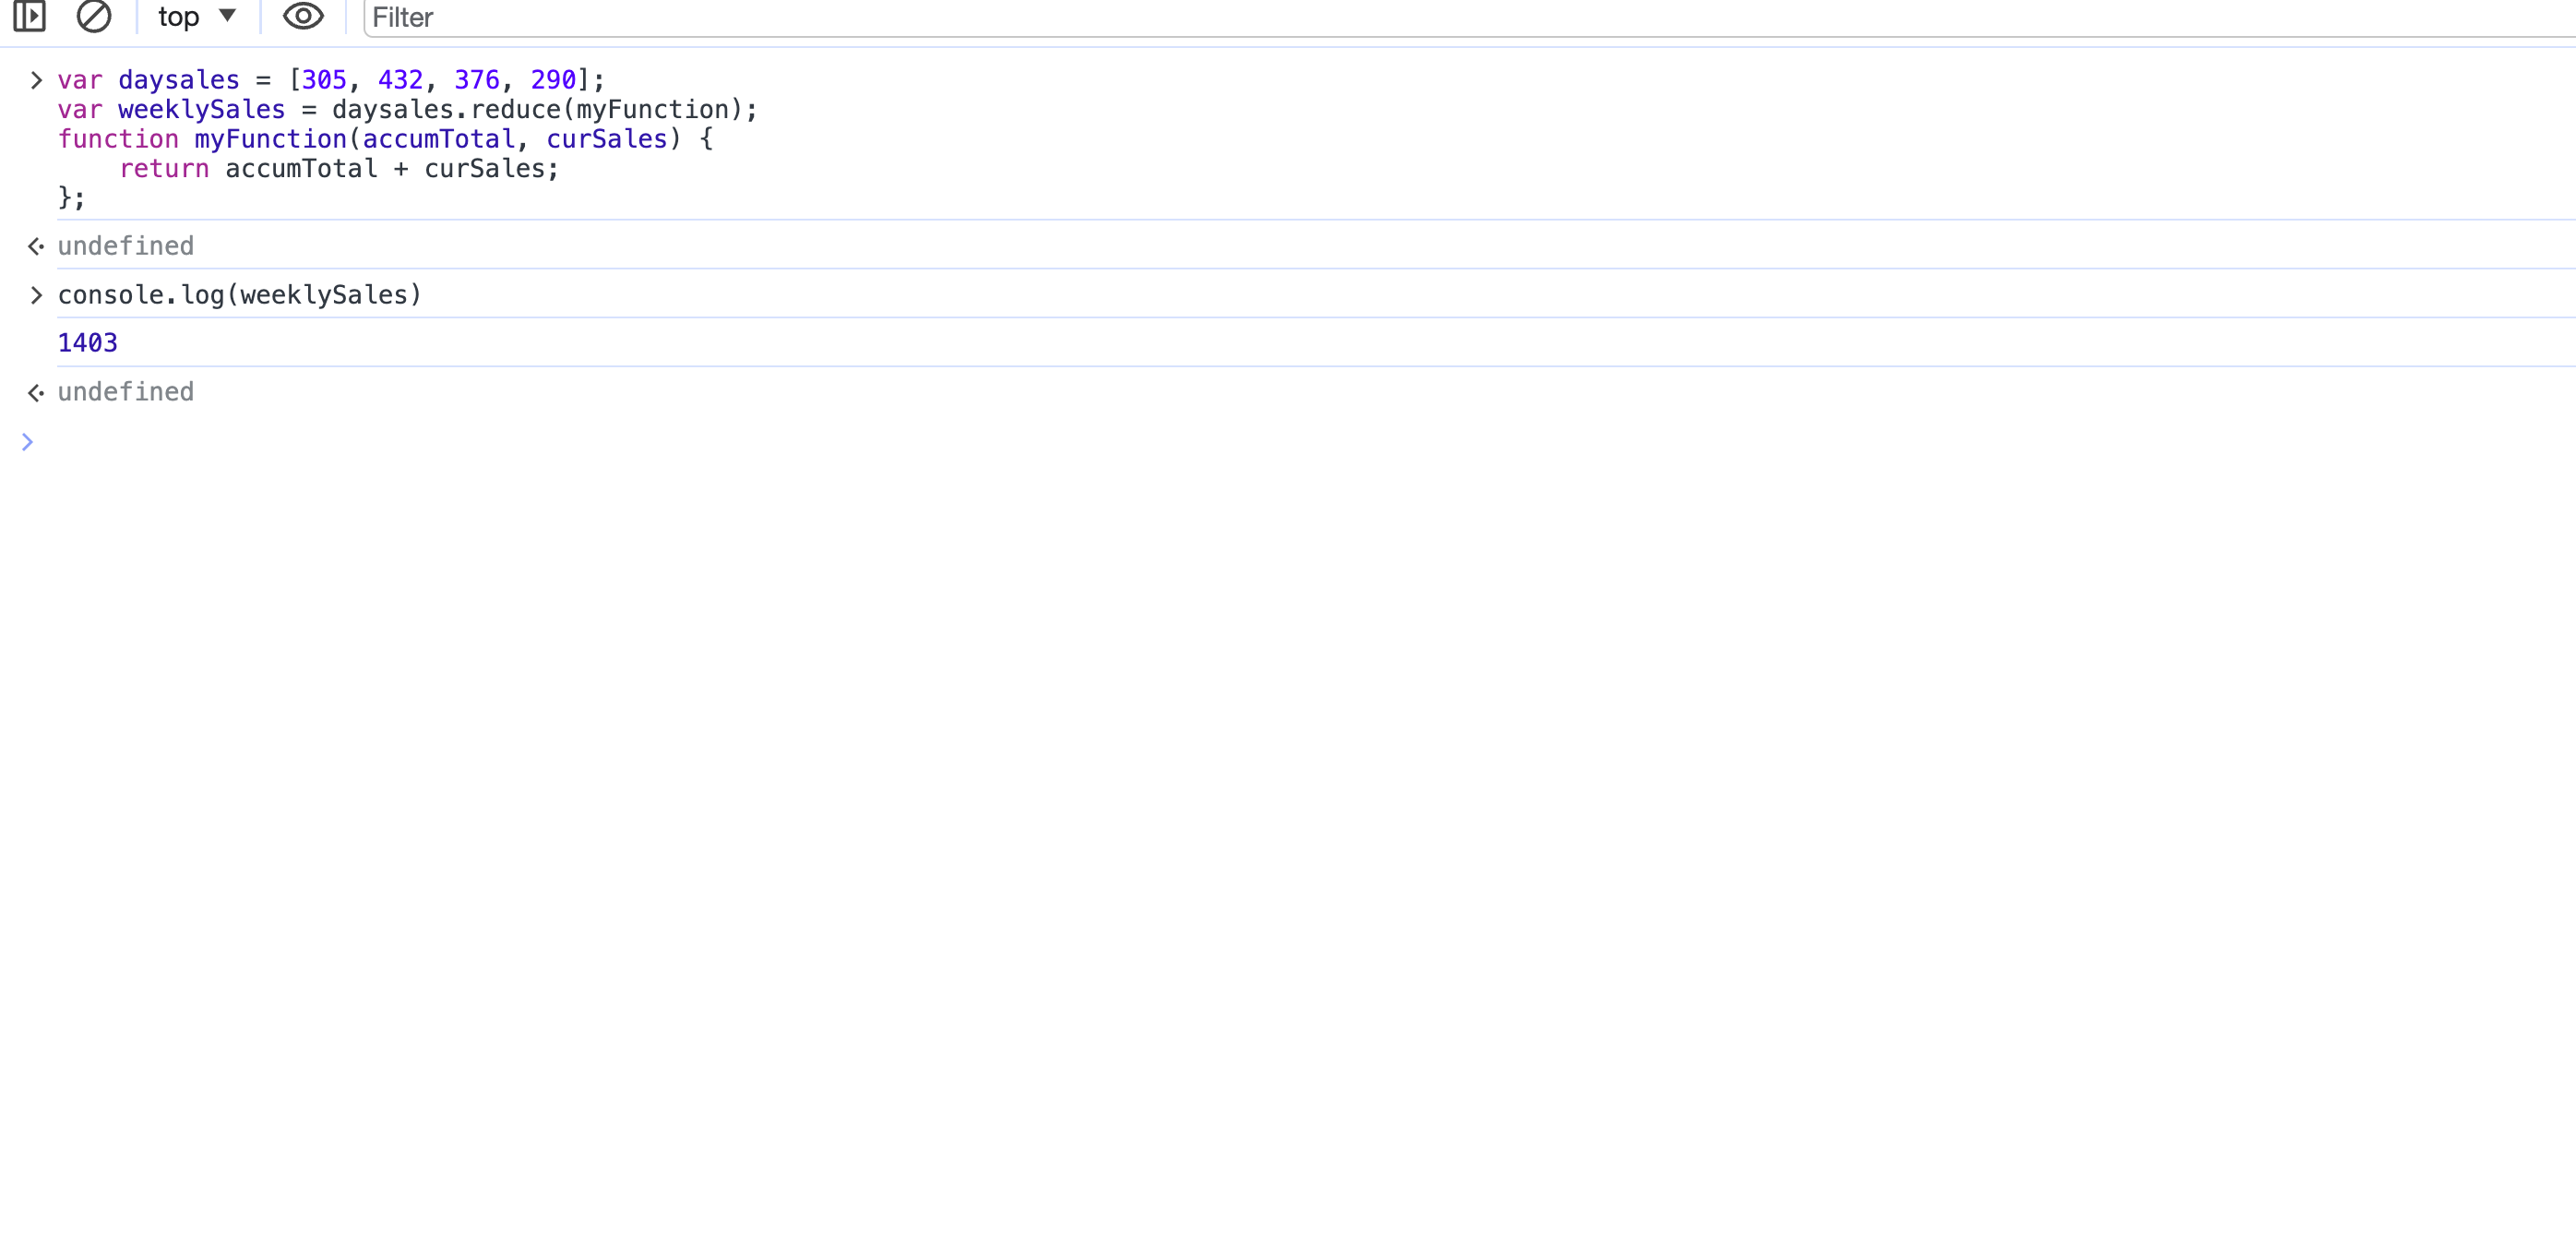 top Filter
var daysales = [305, 432, 376, 290];
var weeklySales = daysales.reduce(myFunction);
function myFunction(accumTotal, curSales) {
    return accumTotal + curSales;
};
undefined
console.log(weeklySales)
1403
undefined